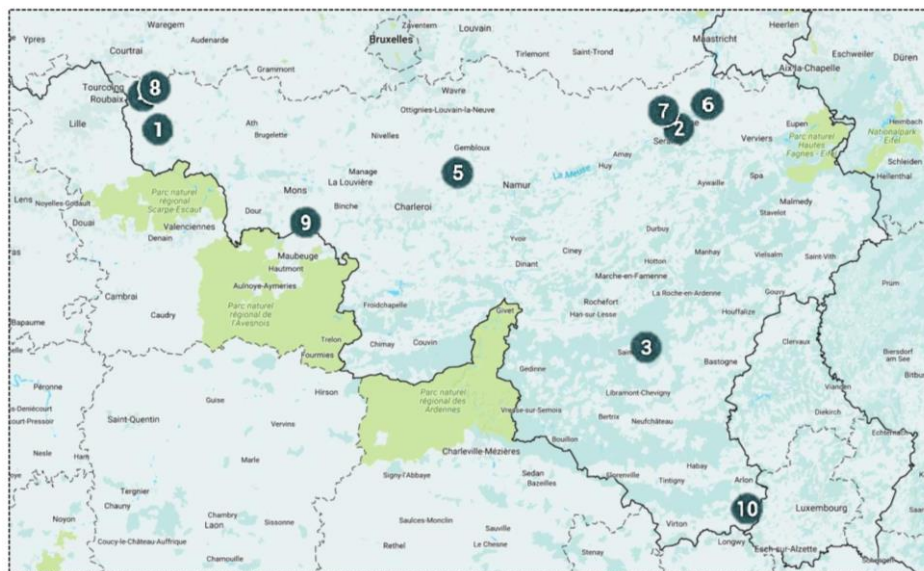 Ypres
Courtrai
Waregem
Audenarde
Grammont
Bruxelles
Zaventem
Louvain
Tirlemont
Saint-Trond
Maastricht
Heerlen
Eschweiler
Aix-la-Chapelle
Düren
Tourcoing
Roubaix
8
Lille
1
Ath
Brugelette
Wavre
Ottignies-Louvain-la-Neuve
Nivelles
Gembloux
7
6
2
Verviers
Eupen
Parc naturel
Hautes
Fagnes - Eifel
Heimbach
Nationalpark
Eifel
Schleiden
Hellenthal
Lens
Noyelles-Godault
Douai
Parc naturel
régional
Scarpe-Escaut
Valenciennes
Denain
Mons
La Louvière
Manage
Binche
Dour
5
Charleroi
Namur
La Meuse
Huy
Amay
Aywaille
Spa
Malmedy
Stavelot
9
Maubeuge
Hautmont
Aulnoye-Aymeries
Yvoir
Dinant
Ciney
Durbuy
Hotton
Manhay
Vielsalm
Saint-Vith
Marche-en-Famenne
Cambrai
Caudry
Bapaume
Parc naturel
régional de
l'Avesnois
Trelon
Fourmies
Froidchapelle
Chimay
Couvin
Givet
Rochefort
Han-sur-Lesse
La Roche-en-Ardenne
Gouvy
Houffalize
Prüm
3
Bastogne
Clervaux
Biersdorf
am See
Péronne
Saint-Quentin
Guise
Vervins
Hirson
Parc naturel
régional des
Ardennes
Gedinne
Vresse-sur-Semois
Libramont-Chevigny
Bertrix
Neufchâteau
Vianden
Diekirch
Echternach
Nesle
Ham
Marle
Charleville-Mézières
Bouillon
Signy-l'Abbaye
Sedan
Bazeilles
Florenville
Tintigny
Habay
Arlon
10
Luxembourg
Noyon
Tergnier
Chauny
Chambry
Laon
Sissonne
Coucy-le-Château-Auffrique
Chamouille
Saulces-Monclin
Sauville
Rethel
Le Chesne
Stenay
Virton
Longwy
Esch-sur-Alzette